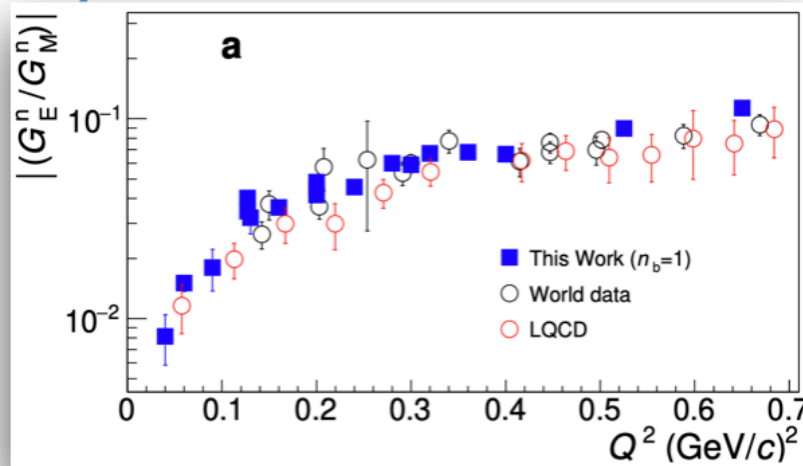 |(G_E^n/G_M^n)|
a
10⁻¹
10⁻²
This Work (n_b=1)
World data
LQCD
0 0.1 0.2 0.3 0.4 0.5 0.6 0.7
Q² (GeV/c)²